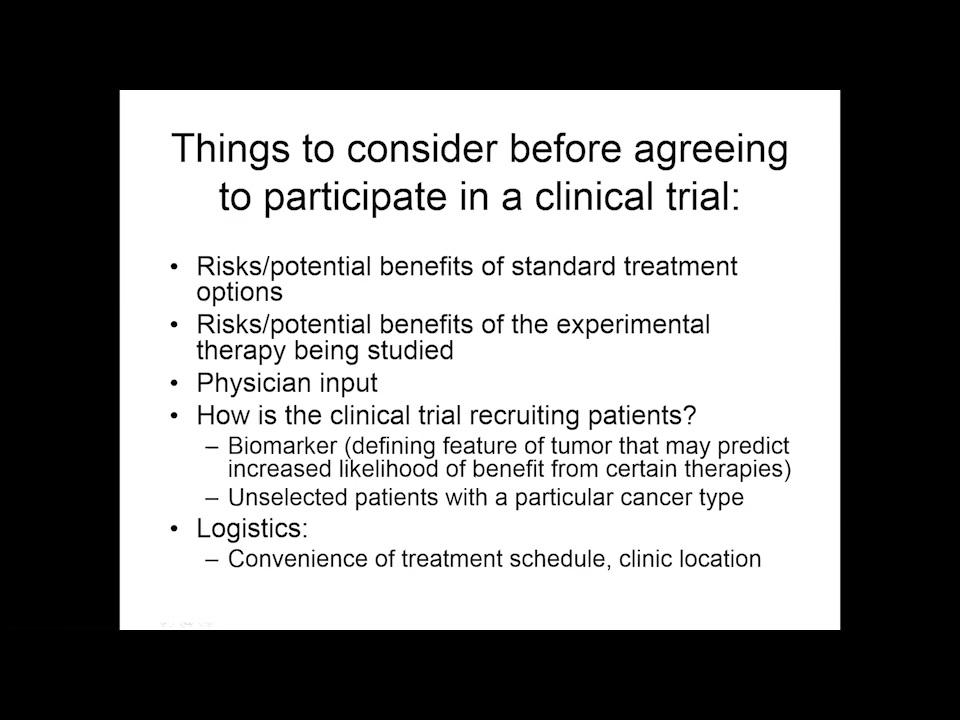 Things to consider before agreeing
to participate in a clinical trial:
• Risks/potential benefits of standard treatment
options
• Risks/potential benefits of the experimental
therapy being studied
• Physician input
• How is the clinical trial recruiting patients?
– Biomarker (defining feature of tumor that may predict
increased likelihood of benefit from certain therapies)
– Unselected patients with a particular cancer type
• Logistics:
– Convenience of treatment schedule, clinic location